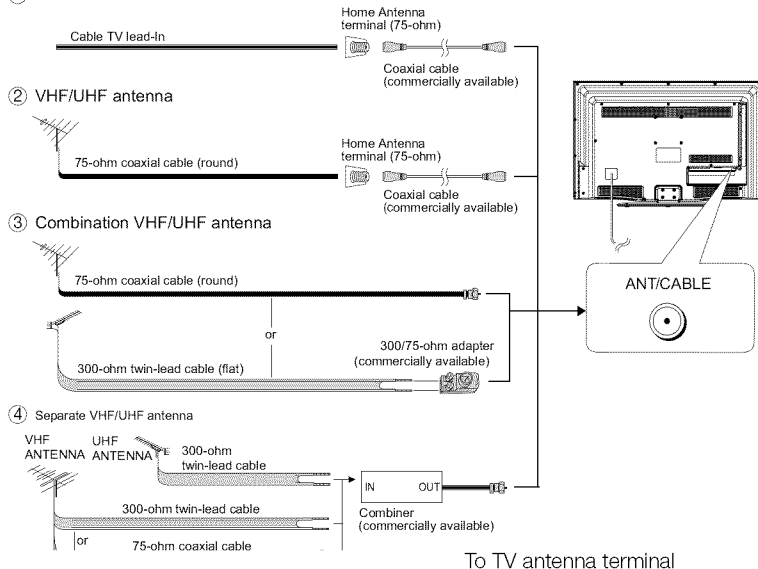 Home Antenna
terminal (75-ohm)
Cable TV lead-In
Coaxial cable
(commercially available)
② VHF/UHF antenna
Home Antenna
terminal (75-ohm)
75-ohm coaxial cable (round)
Coaxial cable
(commercially available)
③ Combination VHF/UHF antenna
75-ohm coaxial cable (round)
ANT/CABLE
or
300/75-ohm adapter
(commercially available)
300-ohm twin-lead cable (flat)
④ Separate VHF/UHF antenna
VHF
ANTENNA
UHF
ANTENNA
300-ohm
twin-lead cable
IN OUT
300-ohm twin-lead cable
Combiner
(commercially available)
or
75-ohm coaxial cable
To TV antenna terminal